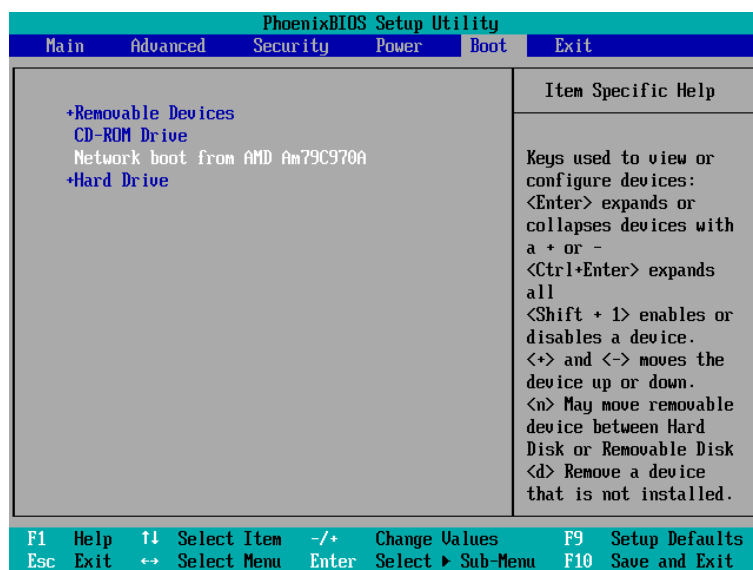 PhoenixBIOS Setup Utility
Main Advanced Security Power Boot Exit
+Removable Devices
CD-ROM Drive
Network boot from AMD Am79C970A
+Hard Drive
Item Specific Help
Keys used to view or
configure devices:
<Enter> expands or
collapses devices with
a + or -
<Ctrl+Enter> expands
all
<Shift + 1> enables or
disables a device.
<+> and <-> moves the
device up or down.
<n> May move removable
device between Hard
Disk or Removable Disk
<d> Remove a device
that is not installed.
F1 Help ↑↓ Select Item -/+ Change Values F9 Setup Defaults
Esc Exit ↔ Select Menu Enter Select ▶ Sub-Menu F10 Save and Exit